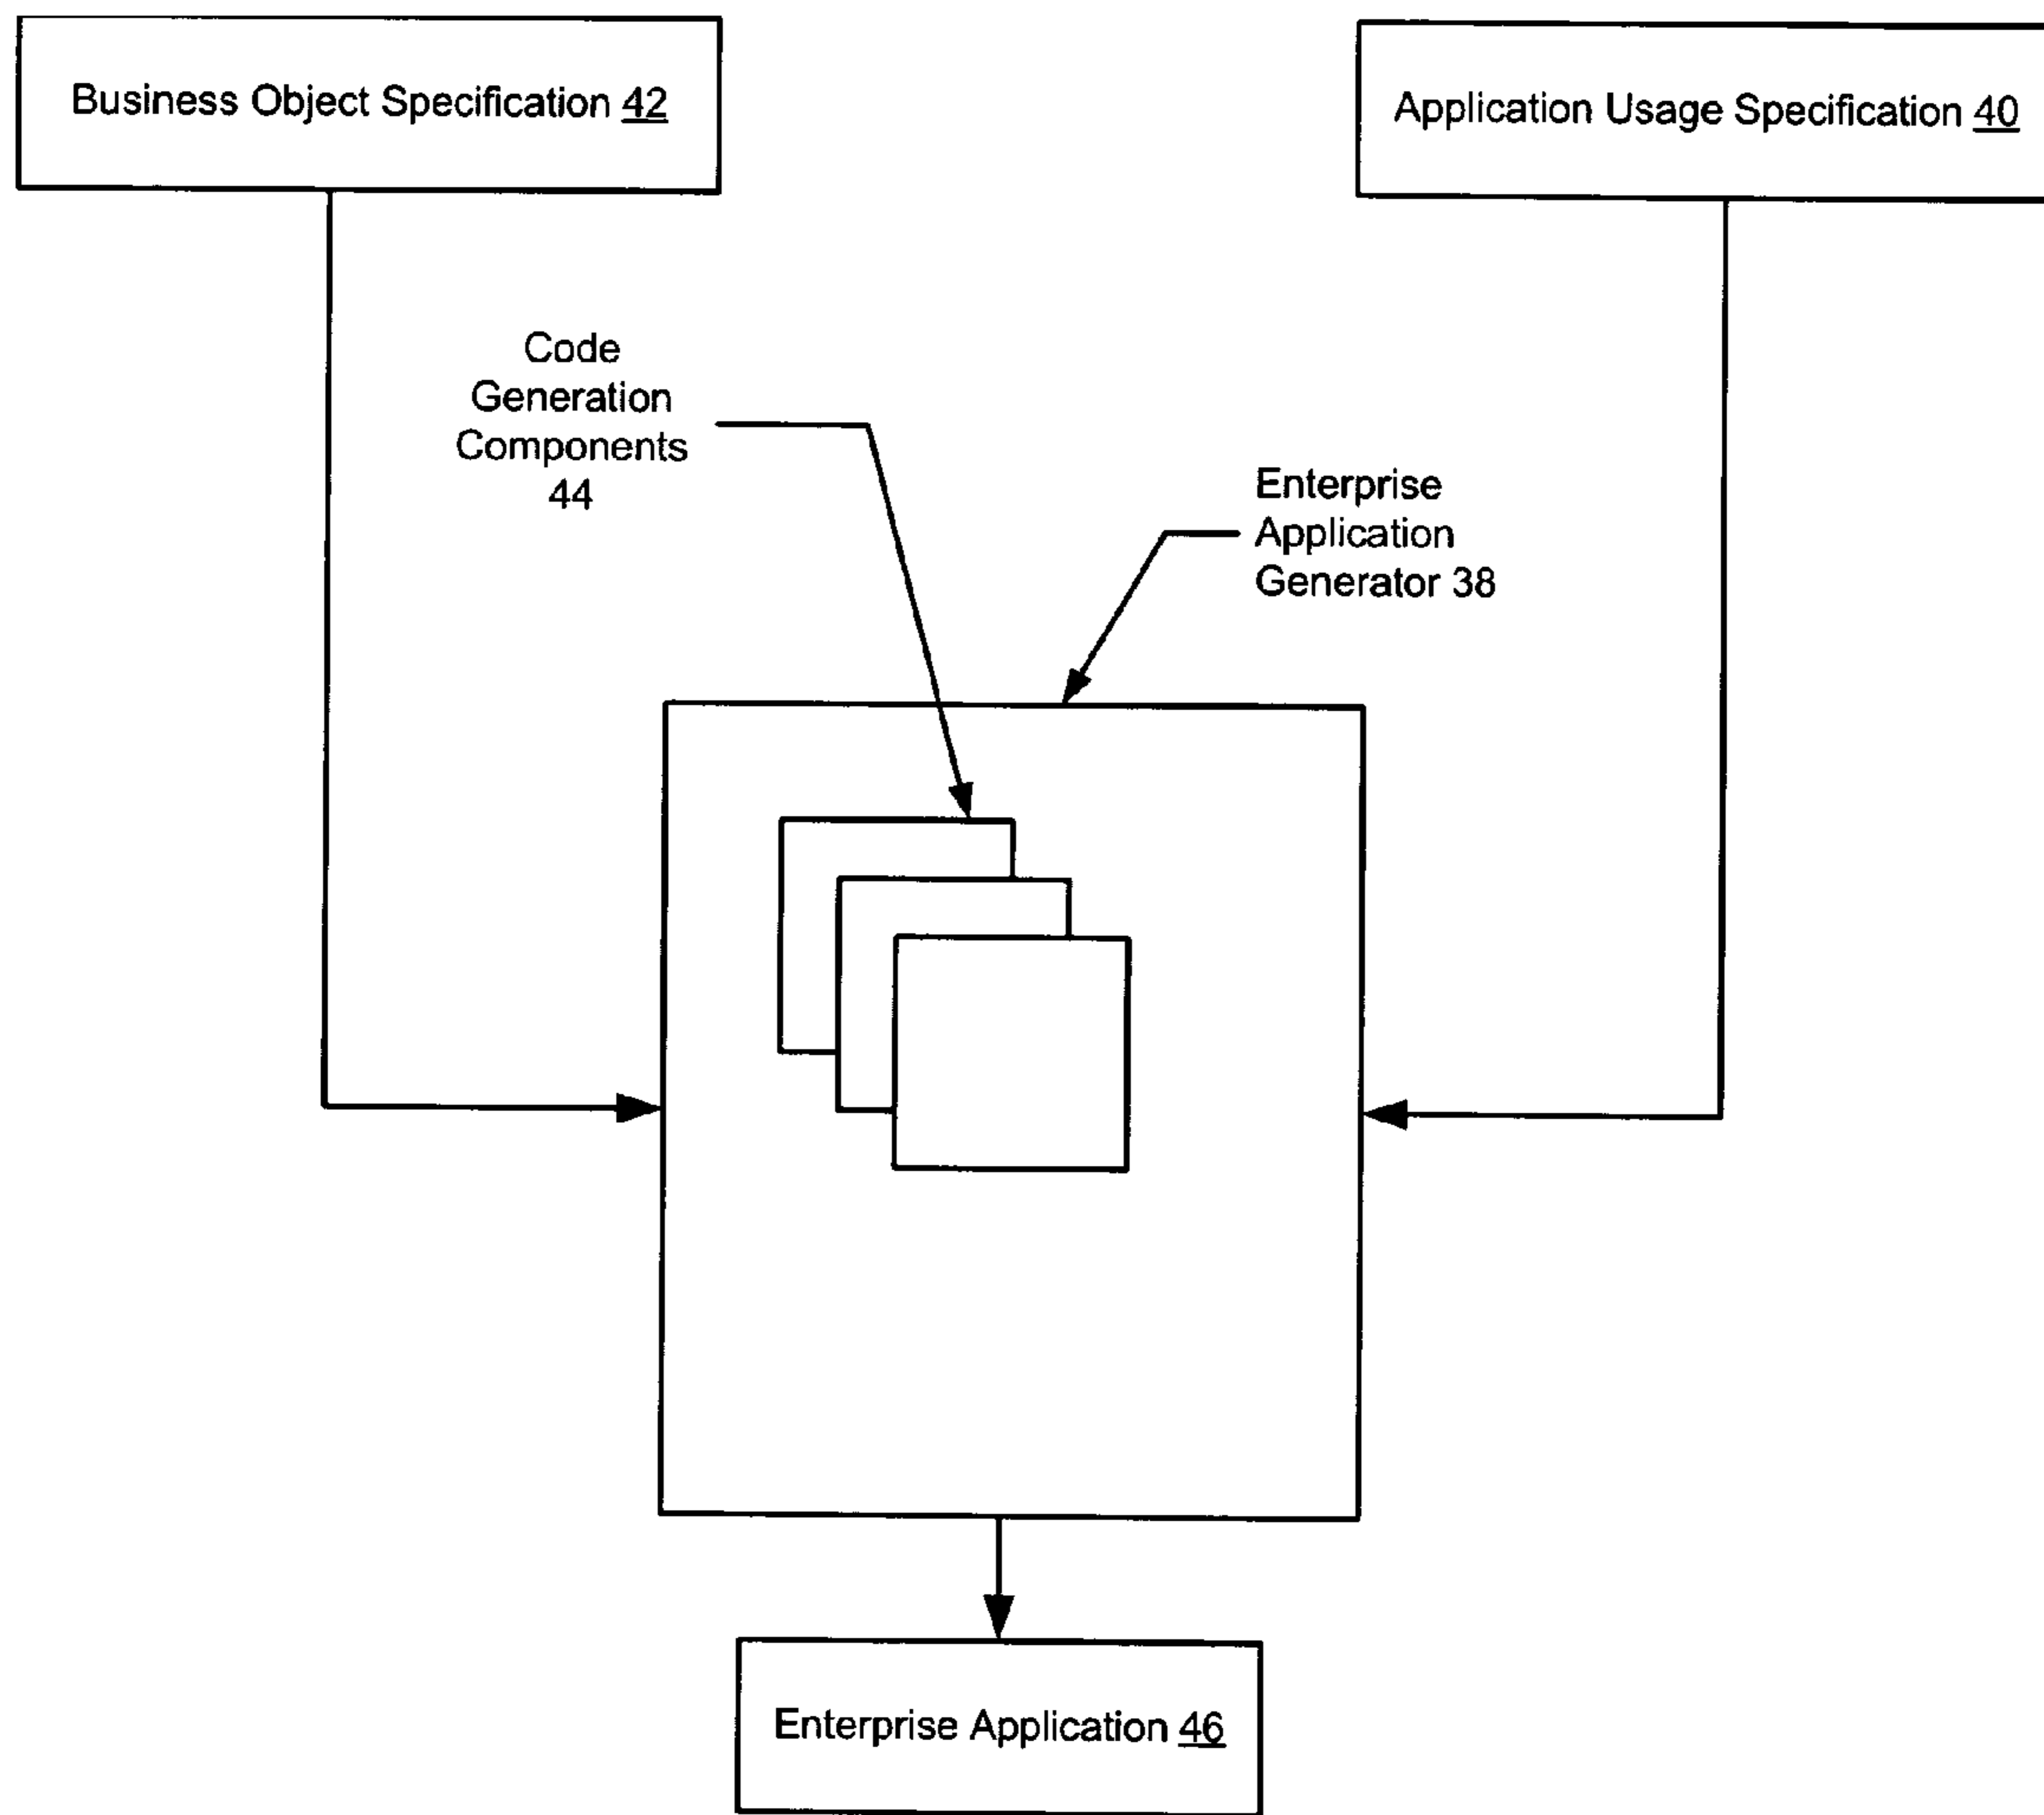 Business Object Specification 42
Application Usage Specification 40
Code
Generation
Components
44
Enterprise
Application
Generator 38
Enterprise Application 46